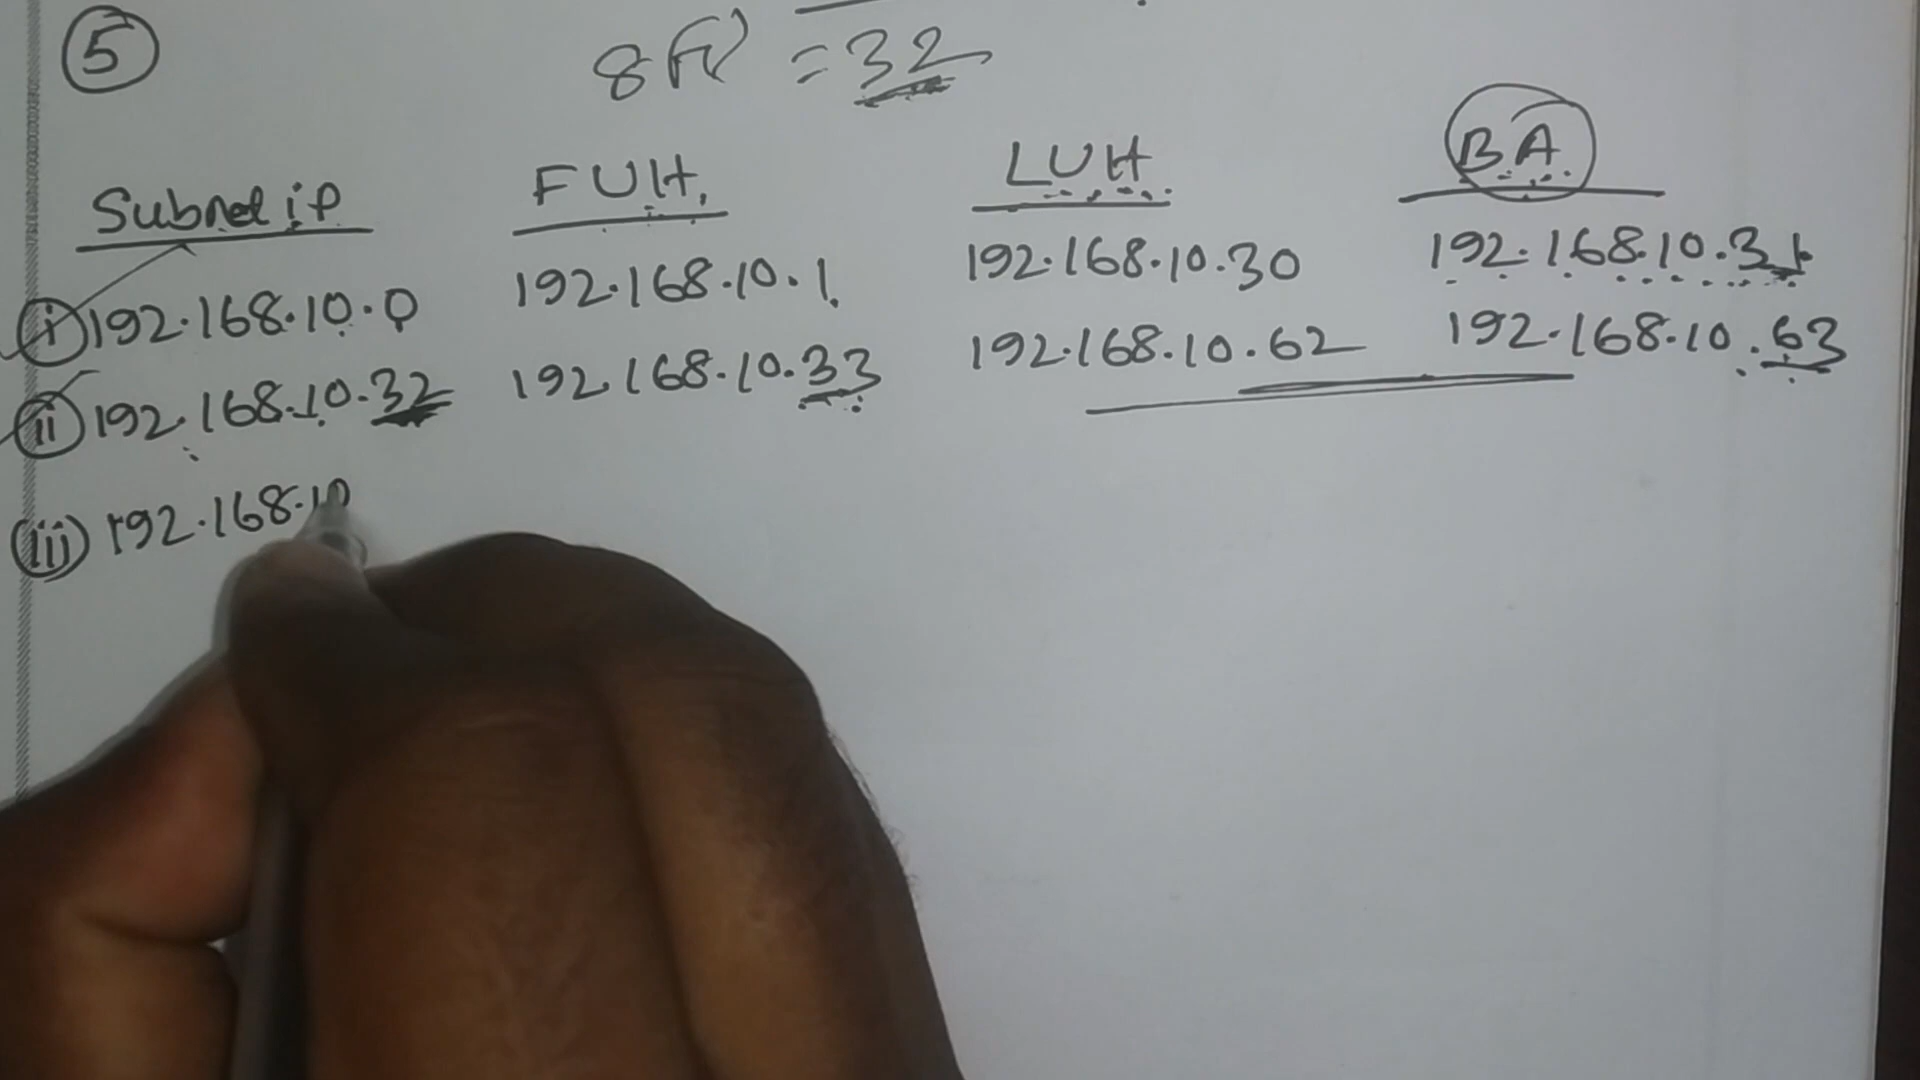 5
8 = 32
Subnet ip FUH. LUH BA
i 192.168.10.0 192.168.10.1 192.168.10.30 192.168.10.31
ii 192.168.10.32 192.168.10.33 192.168.10.62 192.168.10.63
(iii) 192.168.10